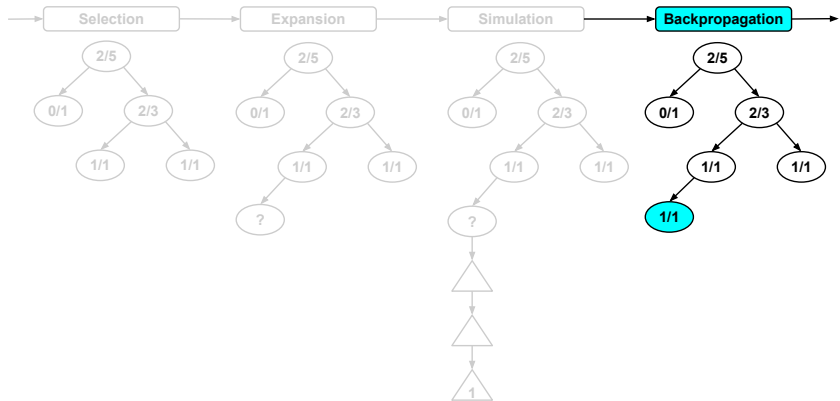 Selection Expansion Simulation Backpropagation
2/5 2/5 2/5 2/5
0/1 2/3 0/1 2/3 0/1 2/3 0/1 2/3
1/1 1/1 1/1 1/1 1/1 1/1 1/1 1/1
? ? 1/1
1